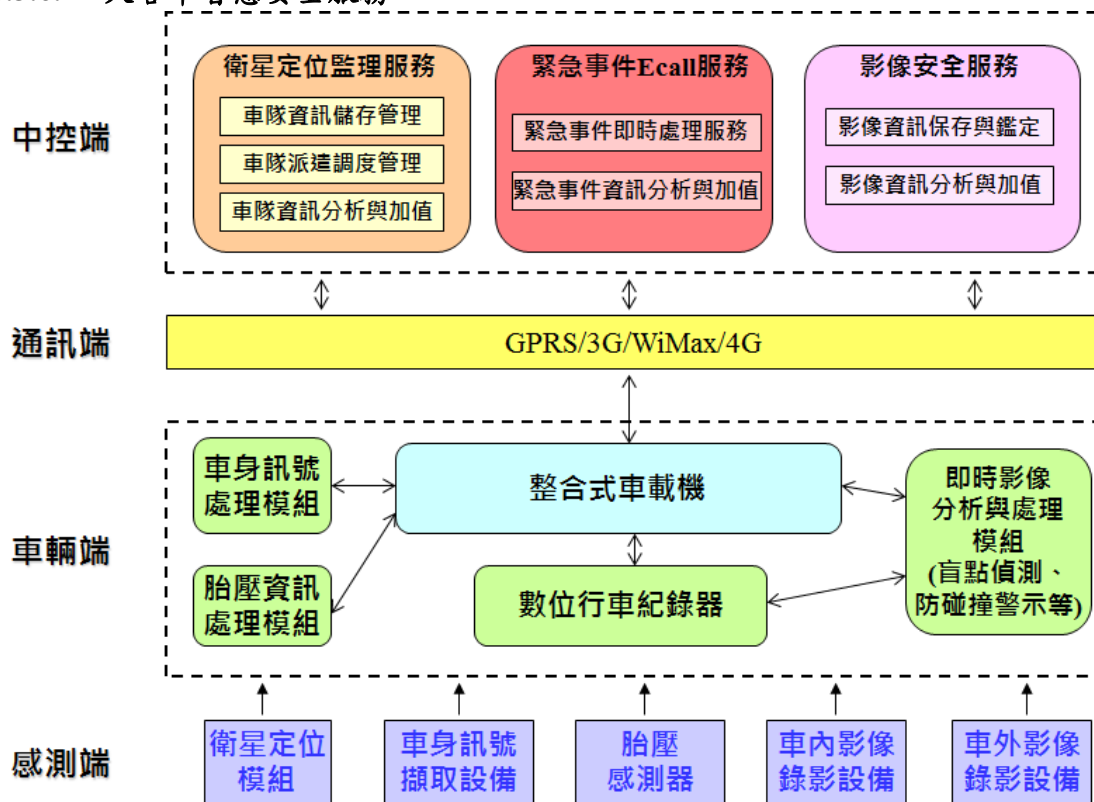 大客車智慧安全服務
中控端
衛星定位監理服務
車隊資訊儲存管理
車隊派遣調度管理
車隊資訊分析與加值
緊急事件Ecall服務
緊急事件即時處理服務
緊急事件資訊分析與加值
影像安全服務
影像資訊保存與鑑定
影像資訊分析與加值
通訊端
GPRS/3G/WiMax/4G
車輛端
車身訊號
處理模組
胎壓資訊
處理模組
整合式車載機
數位行車紀錄器
即時影像
分析與處理
模組
(盲點偵測、
防碰撞警示等)
感測端
衛星定位
模組
車身訊號
擷取設備
胎壓
感測器
車內影像
錄影設備
車外影像
錄影設備